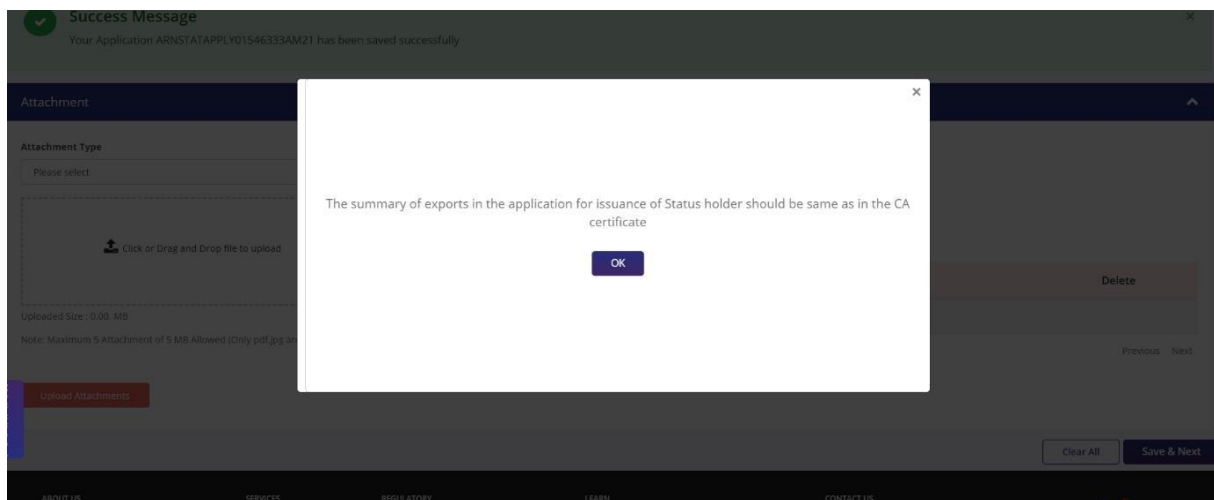 Success Message
×
Your Application ARNSTATAPPLY01546333AM21 has been saved successfully
×
Attachment
Attachment Type
Please select
The summary of exports in the application for issuance of Status holder should be same as in the CA
certificate
Click or Drag and Drop file to upload
OK
Delete
Uploaded Size : 0.00 MB
Note: Maximum 5 Attachment of 5 MB Allowed (Only pdf,jpg an
Previous Next
Upload Attachments
Clear All Save & Next
ABOUT US SERVICES REGULATORY LEARN CONTACT US